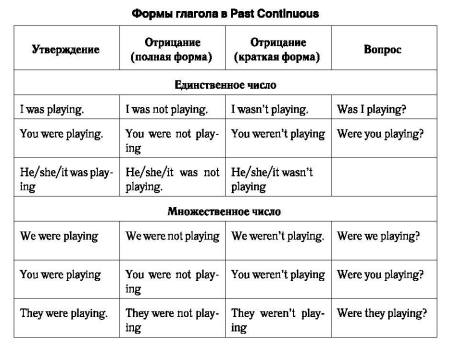 Формы глагола в Past Continuous
Утверждение
Отрицание
(полная форма)
Отрицание
(краткая форма)
Вопрос
Единственное число
I was playing.
I was not playing.
I wasn't playing.
Was I playing?
You were playing.
You were not play-
ing
You weren't playing
Were you playing?
He/she/it was play-
ing
He/she/it was not
playing.
He/she/it wasn't
playing
Множественное число
We were playing
We were not playing
We weren't playing.
Were we playing?
You were playing
You were not play-
ing
You weren't playing
Were you playing?
They were playing.
They were not play-
ing
They weren't play-
ing
Were they playing?